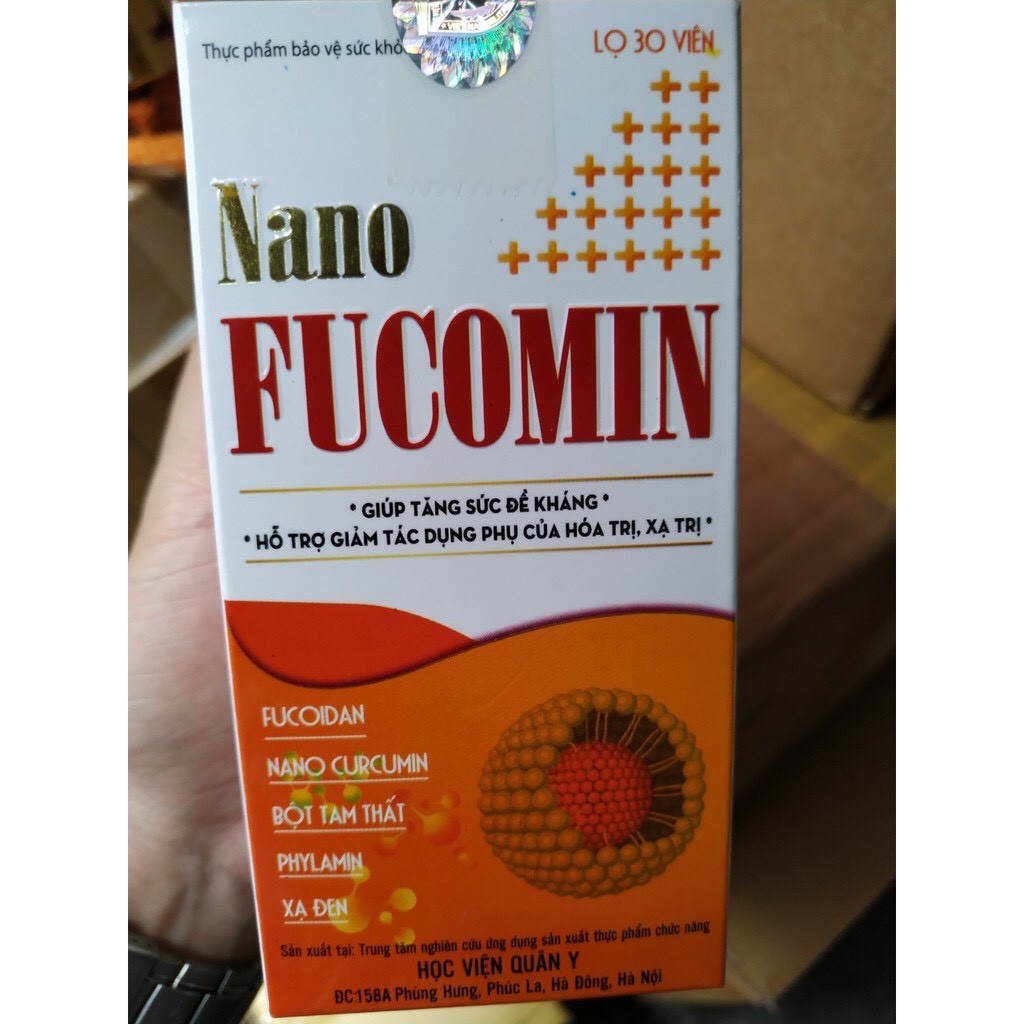 Thực phẩm bảo vệ sức
LỌ 30 VIÊN
Nano
FUCOMIN
* GIÚP TĂNG SỨC ĐỀ KHÁNG *
* HỖ TRỢ GIẢM TÁC DỤNG PHỤ CỦA HÓA TRỊ, XẠ TRỊ *
FUCOIDAN
NANO CURCUMIN
BỘT TAM THẤT
PHYLAMIN
XẠ ĐEN
Sản xuất tại: Trung tâm nghiên cứu ứng dụng sản xuất thực phẩm chức năng
HỌC VIỆN QUÂN Y
ĐC:158A Phùng Hưng, Phúc La, Hà Đông, Hà Nội